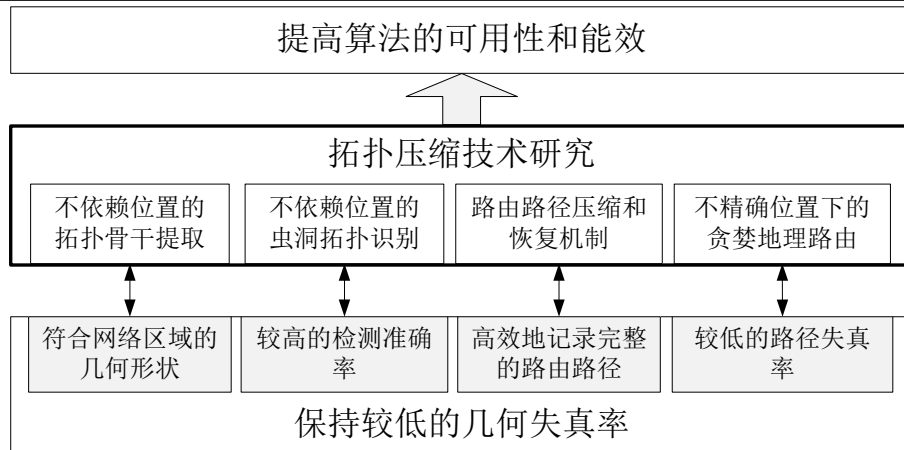 提高算法的可用性和能效
拓扑压缩技术研究
不依赖位置的
拓扑骨干提取
不依赖位置的
虫洞拓扑识别
路由路径压缩和
恢复机制
不精确位置下的
贪婪地理路由
符合网络区域的
几何形状
较高的检测准确
率
高效地记录完整
的路由路径
较低的路径失真
率
保持较低的几何失真率